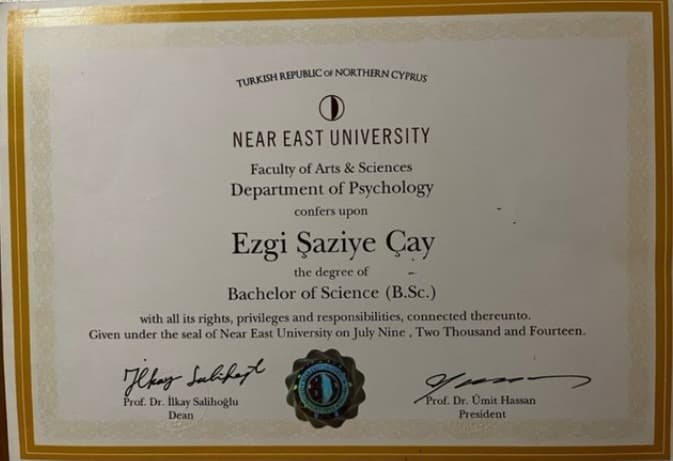 TURKISH REPUBLIC OF NORTHERN CYPRUS
NEAR EAST UNIVERSITY
Faculty of Arts & Sciences
Department of Psychology
confers upon
Ezgi Şaziye Çay
the degree of
Bachelor of Science (B.Sc.)
with all its rights, privileges and responsibilities, connected thereunto.
Given under the seal of Near East University on July Nine , Two Thousand and Fourteen.
Ilkay Salihoğl
Prof. Dr. İlkay Salihoğlu
Dean
Prof. Dr. Ümit Hassan
President